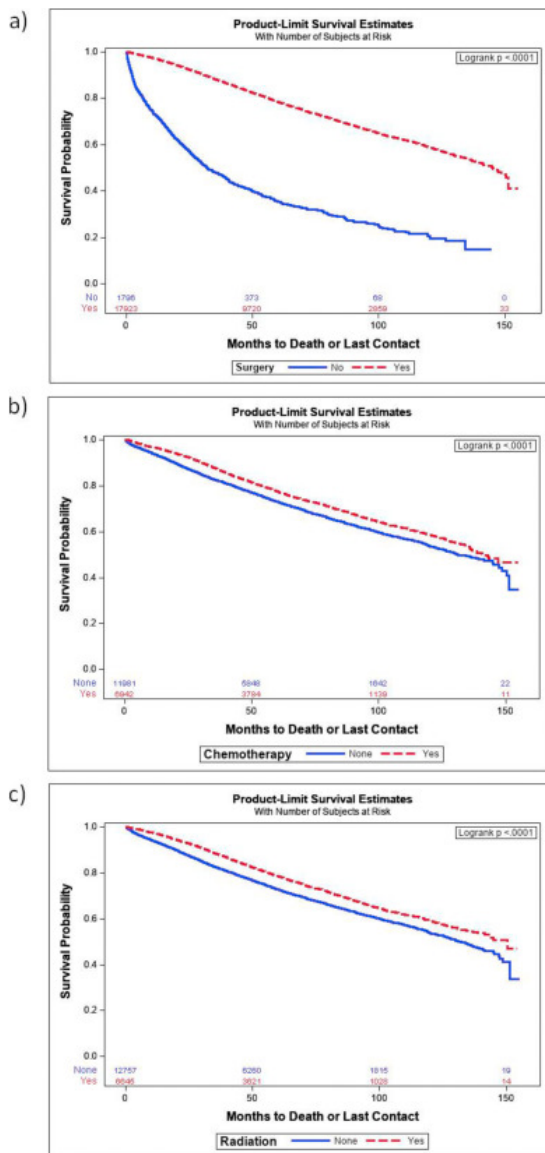 a)
Product-Limit Survival Estimates
With Number of Subjects at Risk
Logrank p <.0001
1.0
0.8
0.6
0.4
0.2
0.0
Survival Probability
No 1796 373 68 0
Yes 17923 9720 2859 33
0 50 100 150
Months to Death or Last Contact
Surgery No Yes
b)
Product-Limit Survival Estimates
With Number of Subjects at Risk
Logrank p <.0001
1.0
0.8
0.6
0.4
0.2
0.0
Survival Probability
None 11981 5848 1642 22
Yes 6942 3794 1139 11
0 50 100 150
Months to Death or Last Contact
Chemotherapy None Yes
c)
Product-Limit Survival Estimates
With Number of Subjects at Risk
Logrank p <.0001
1.0
0.8
0.6
0.4
0.2
0.0
Survival Probability
None 12757 6260 1815 19
Yes 6646 3621 1028 14
0 50 100 150
Months to Death or Last Contact
Radiation None Yes